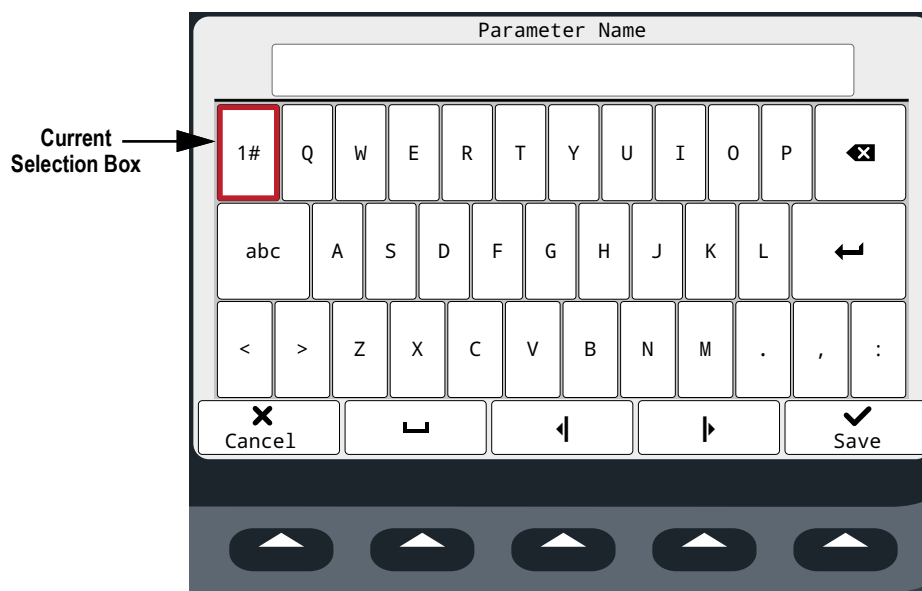 Parameter Name
Current
Selection Box
1# Q W E R T Y U I O P
abc A S D F G H J K L
< > Z X C V B N M . , :
Cancel Save